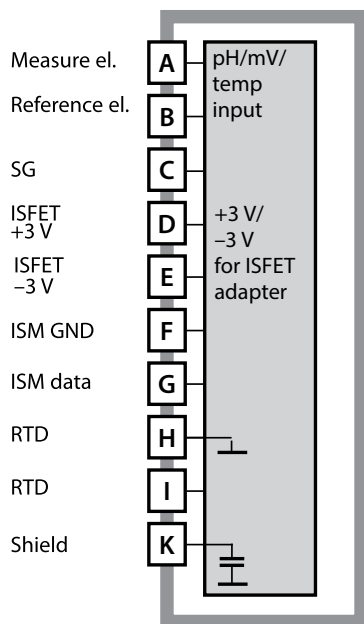 Measure el.
A
pH/mV/
temp
input
Reference el.
B
SG
C
ISFET
+3 V
D
+3 V/
–3 V
for ISFET
adapter
ISFET
–3 V
E
ISM GND
F
ISM data
G
RTD
H
RTD
I
Shield
K